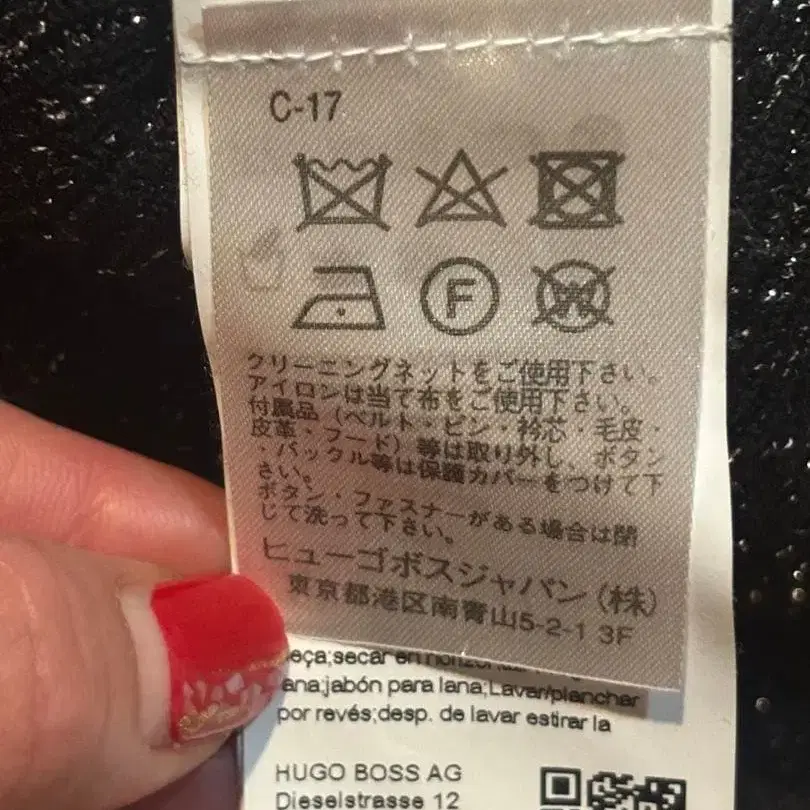 C-17
F
W
クリーニングネットをご使用下さい。
アイロンは当て布をご使用下さい。
付属品（ベルト・ピン・衿芯・毛皮・
皮革・フード）等は取り外し、ボタン
・バックル等は保護カバーをつけて下
さい。
ボタン・ファスナーがある場合は閉
じて洗って下さい。
ヒューゴボスジャパン（株）
東京都港区南青山5-2-1 3F
eça;secar en
ana;jabón para lana;Lavar/planchar
por revés;desp. de lavar estirar la
HUGO BOSS AG
Dieselstrasse 12